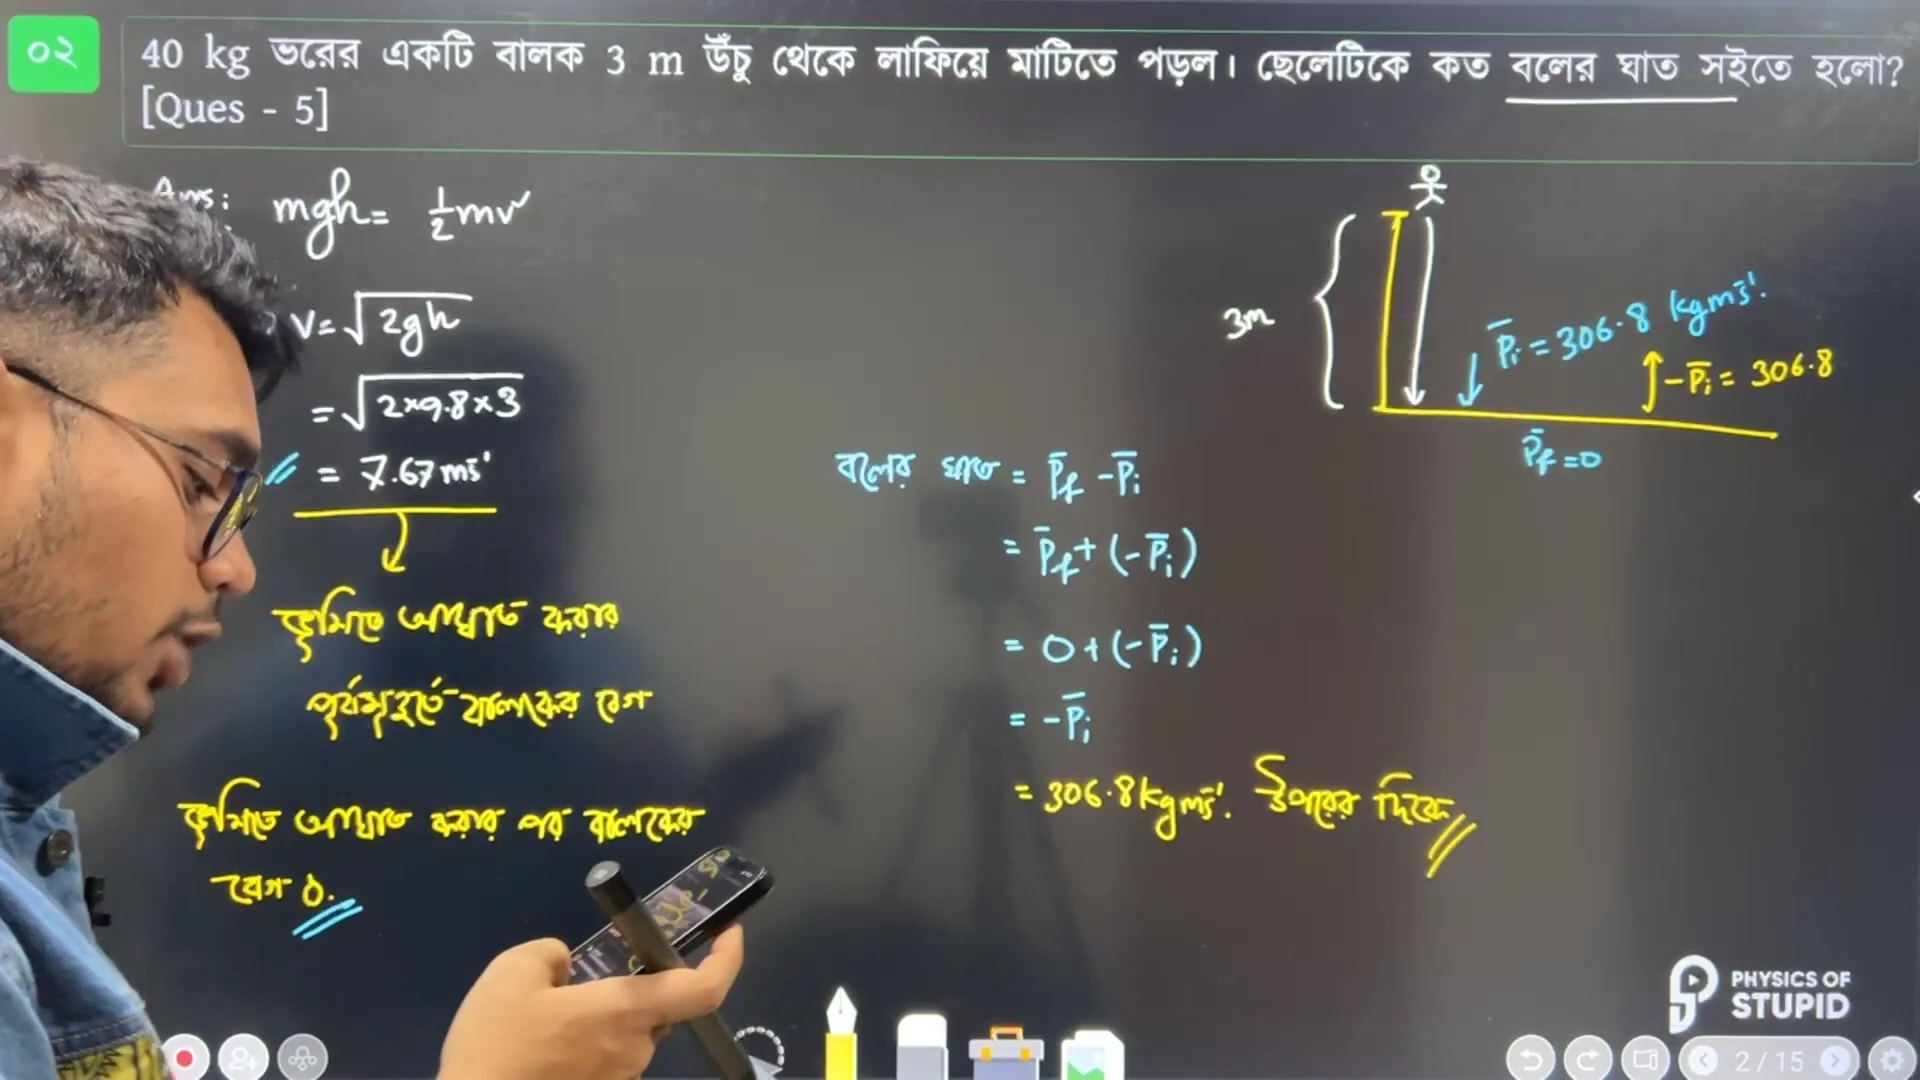 ০২
40 kg ভরের একটি বালক 3 m উঁচু থেকে লাফিয়ে মাটিতে পড়ল। ছেলেটিকে কত বলের ঘাত সইতে হলো?
[Ques - 5]
Ans:
mgh = ½mv²
V = √2gh
= √2×9.8×3
= 7.67 ms⁻¹
ভূমিতে আঘাত করার
পূর্বমুহূর্তে বালকের বেগ
ভূমিতে আঘাত করার পর বালকের
বেগ 0.
3m
P̄i = 306.8 kgms⁻¹.
-P̄i = 306.8
P̄f = 0
বলের ঘাত = P̄f - P̄i
= P̄f + (-P̄i)
= 0 + (-P̄i)
= -P̄i
= 306.8 kgms⁻¹. উপরের দিকে
PHYSICS OF
STUPID
2 / 15